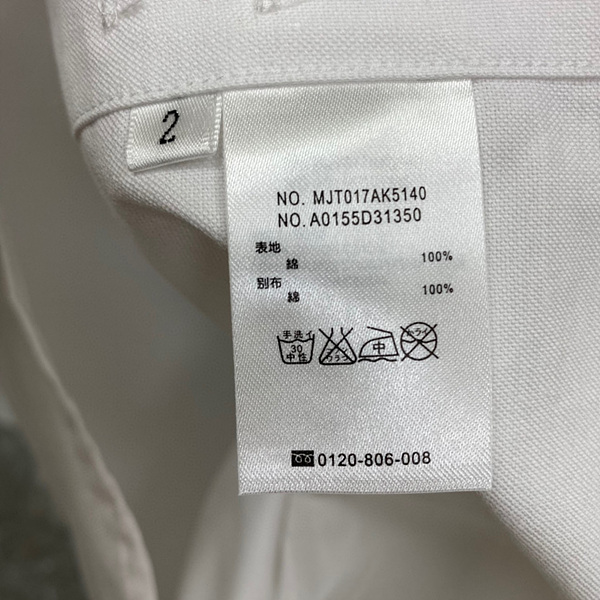 2
NO. MJT017AK5140
NO. A0155D31350
表地
綿 100%
別布
綿 100%
手洗イ
30
中性
中
0120-806-008